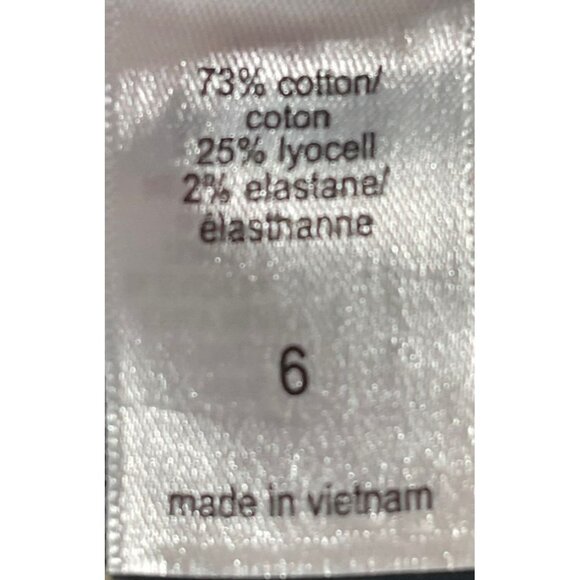 73% cotton/
coton
25% lyocell
2% elastane/
élasthanne
6
made in vietnam